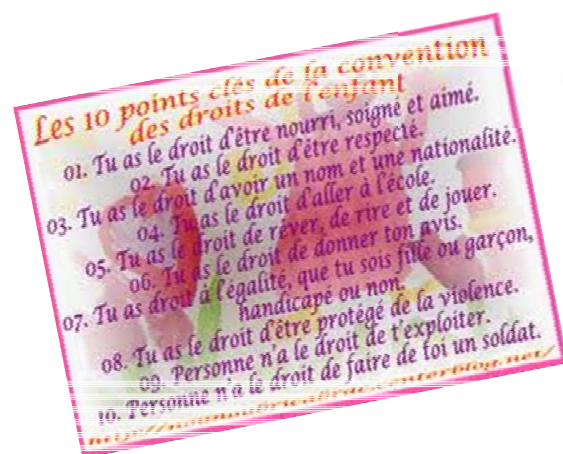 Les 10 points clés de la convention
des droits de l'enfant
01. Tu as le droit d'être nourri, soigné et aimé.
02. Tu as le droit d'être respecté.
03. Tu as le droit d'avoir un nom et une nationalité.
04. Tu as le droit d'aller à l'école.
05. Tu as le droit de rêver, de rire et de jouer.
06. Tu as le droit de donner ton avis.
07. Tu as droit à l'égalité, que tu sois fille ou garçon,
handicapé ou non.
08. Tu as le droit d'être protégé de la violence.
09. Personne n'a le droit de t'exploiter.
10. Personne n'a le droit de faire de toi un soldat.